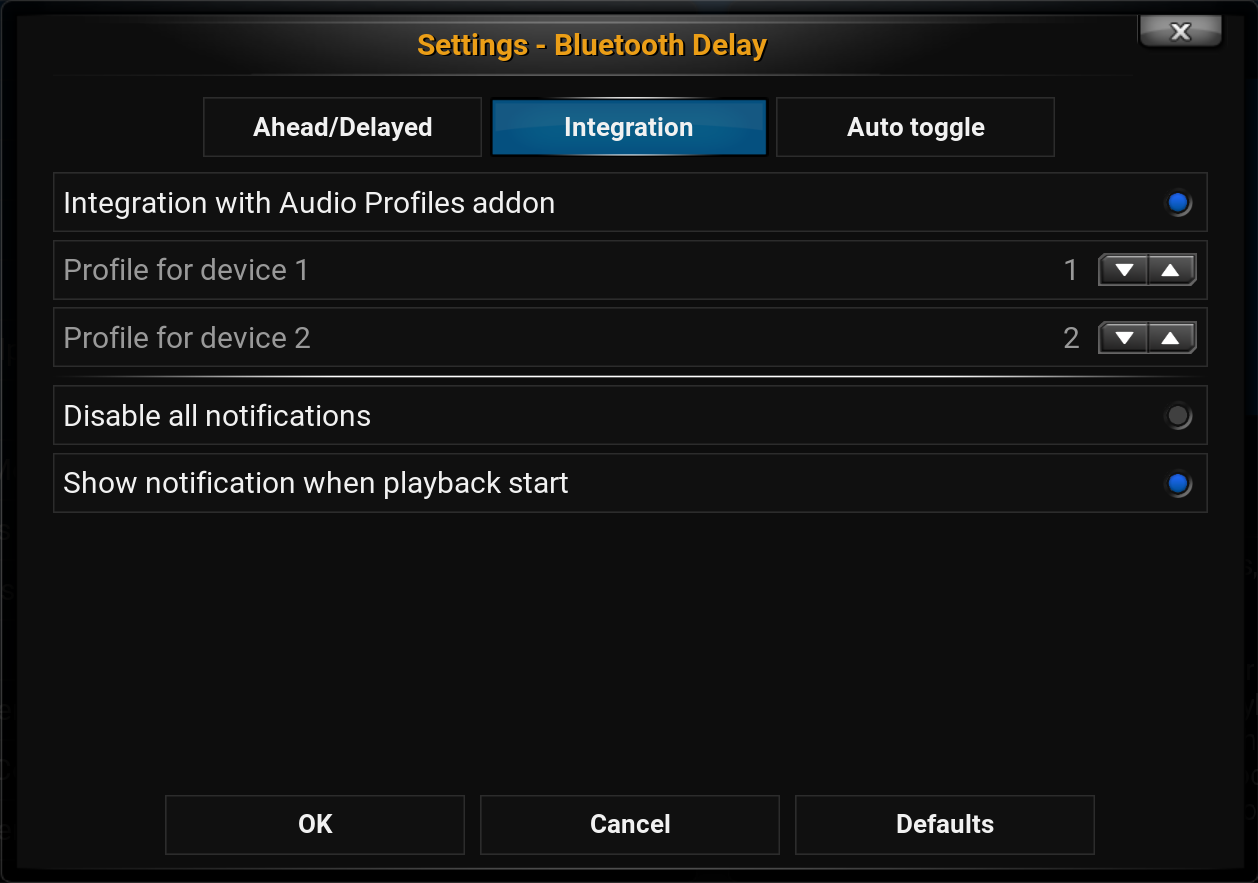 Settings - Bluetooth Delay
Ahead/Delayed
Integration
Auto toggle
Integration with Audio Profiles addon
Profile for device 1
1
Profile for device 2
2
Disable all notifications
Show notification when playback start
OK
Cancel
Defaults